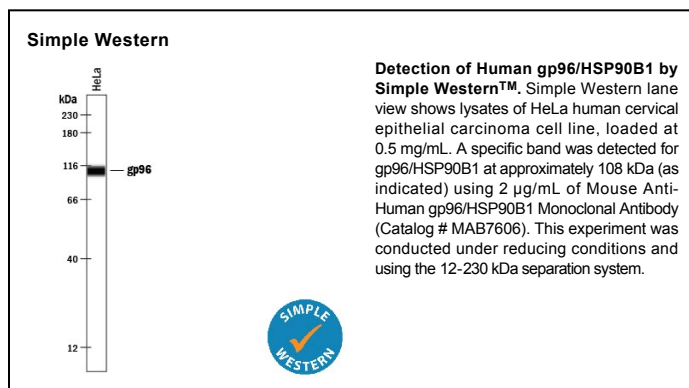 Simple Western
HeLa
kDa
230
180
116
gp96
66
40
12
Detection of Human gp96/HSP90B1 by
Simple Western™. Simple Western lane
view shows lysates of HeLa human cervical
epithelial carcinoma cell line, loaded at
0.5 mg/mL. A specific band was detected for
gp96/HSP90B1 at approximately 108 kDa (as
indicated) using 2 µg/mL of Mouse Anti-
Human gp96/HSP90B1 Monoclonal Antibody
(Catalog # MAB7606). This experiment was
conducted under reducing conditions and
using the 12-230 kDa separation system.
SIMPLE
WESTERN